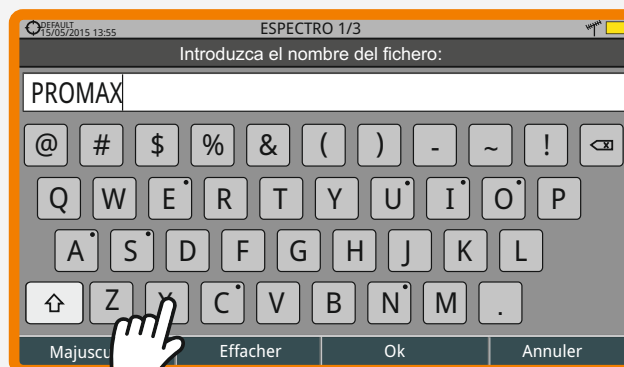 DEFAULT
15/05/2015 13:55
ESPECTRO 1/3
Introduzca el nombre del fichero:
PROMAX
@ # $ % & ( ) - ~ ! ⌫
Q W E R T Y U I O P
A S D F G H J K L
⇧ Z X C V B N M .
Effacher Ok Annuler